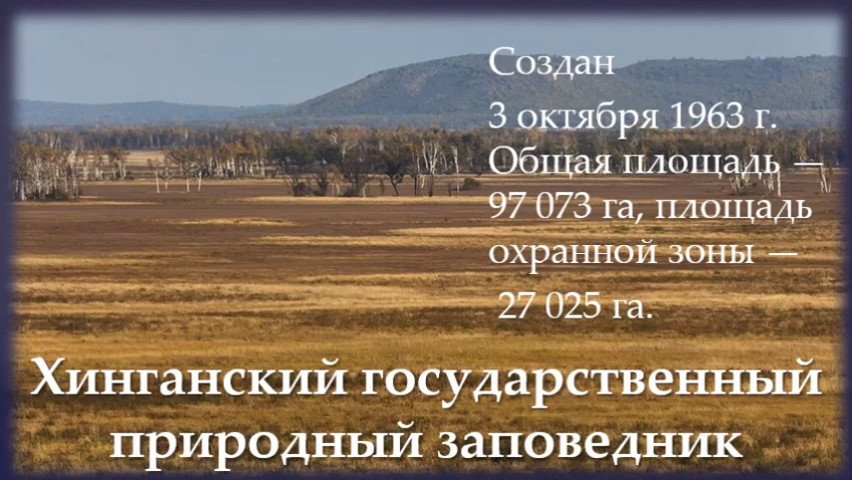 Создан
3 октября 1963 г.
Общая площадь —
97 073 га, площадь
охранной зоны —
27 025 га.
Хинганский государственный
природный заповедник